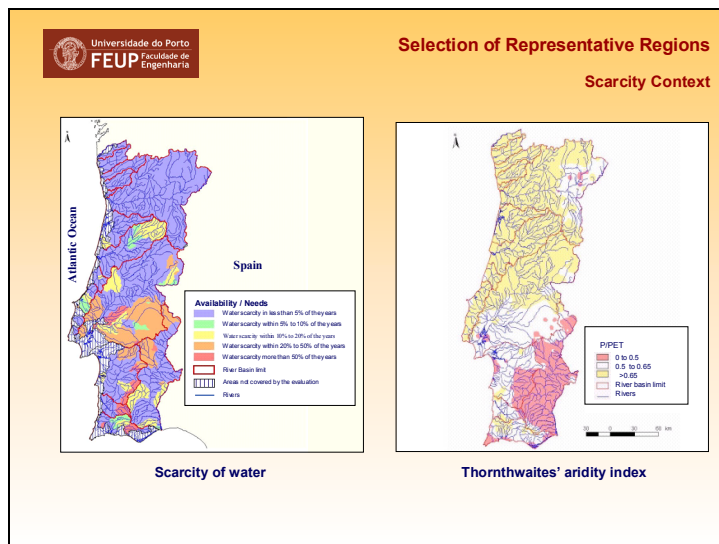 Universidade do Porto
FEUP Faculdade de Engenharia
Selection of Representative Regions
Scarcity Context
Atlantic Ocean
Spain
Availability / Needs
Water scarcity in less than 5% of the years
Water scarcity within 5% to 10% of the years
Water scarcity within 10% to 20% of the years
Water scarcity within 20% to 50% of the years
Water scarcity more than 50% of the years
River Basin limit
Areas not covered by the evaluation
Rivers
Scarcity of water
P/PET
0 to 0.5
0.5 to 0.65
>0.65
River basin limit
Rivers
Thornthwaites' aridity index